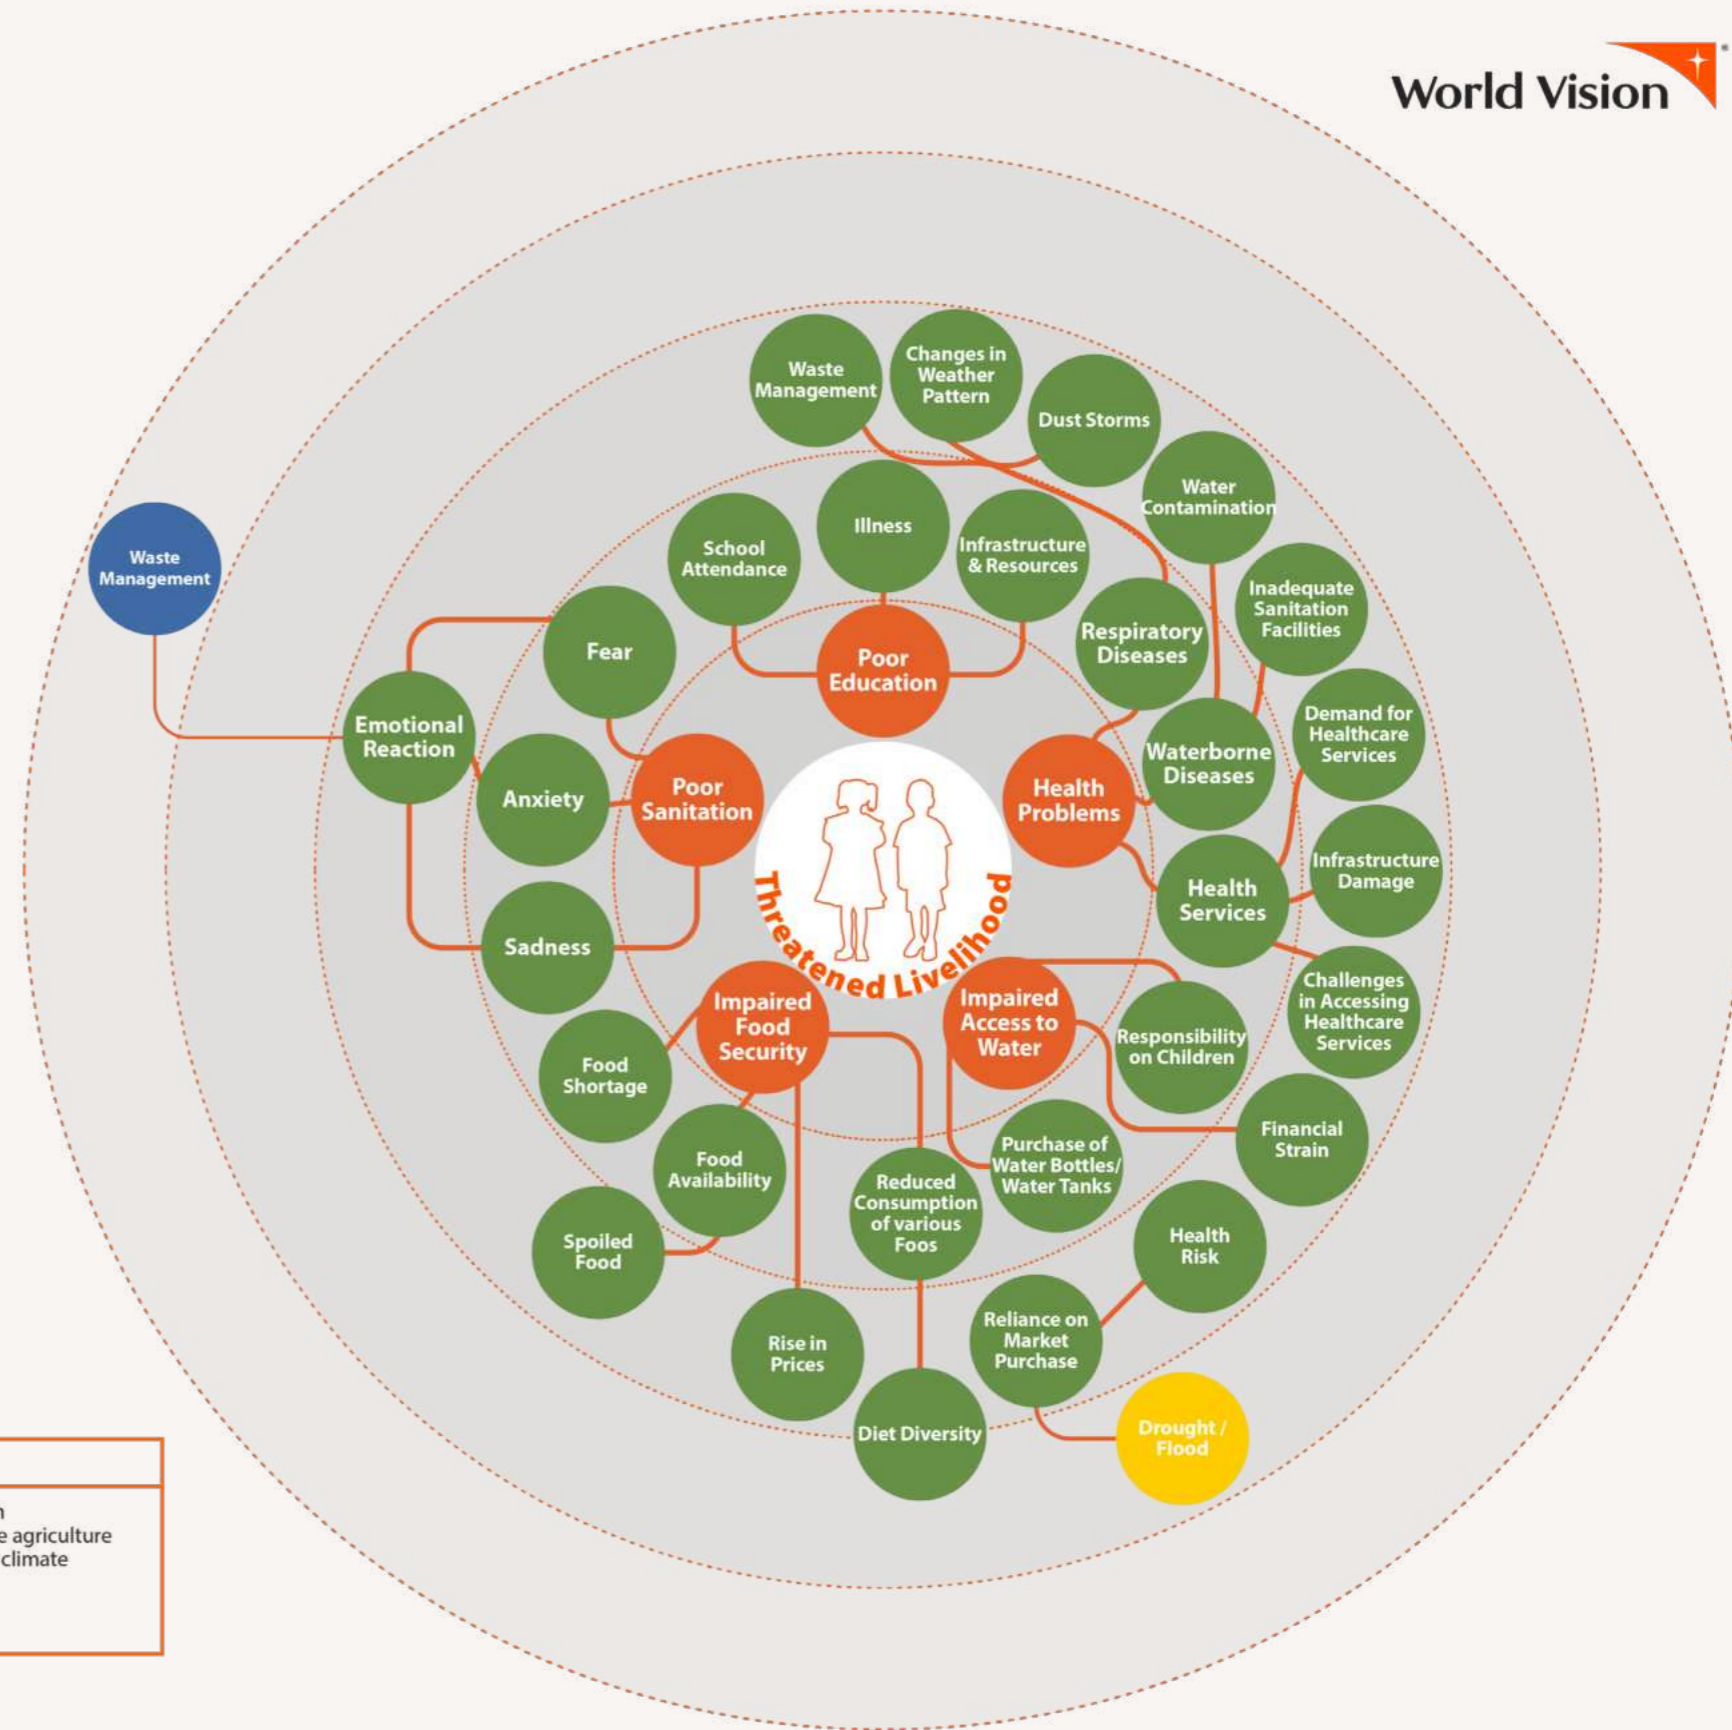 World Vision
Waste
Management
Changes in
Weather
Pattern
Dust Storms
Water
Contamination
Illness
School
Attendance
Infrastructure
& Resources
Waste
Management
Inadequate
Sanitation
Facilities
Fear
Respiratory
Diseases
Poor
Education
Emotional
Reaction
Demand for
Healthcare
Services
Waterborne
Diseases
Anxiety
Poor
Sanitation
Health
Problems
Infrastructure
Damage
Health
Services
Threatened Livelihood
Sadness
Challenges
in Accessing
Healthcare
Services
Impaired
Food
Security
Impaired
Access to
Water
Responsibility
on Children
Food
Shortage
Financial
Strain
Food
Availability
Purchase of
Water Bottles/
Water Tanks
Reduced
Consumption
of various
Foos
Spoiled
Food
Health
Risk
Rise in
Prices
Reliance on
Market
Purchase
Diet Diversity
Drought /
Flood
agriculture
climate